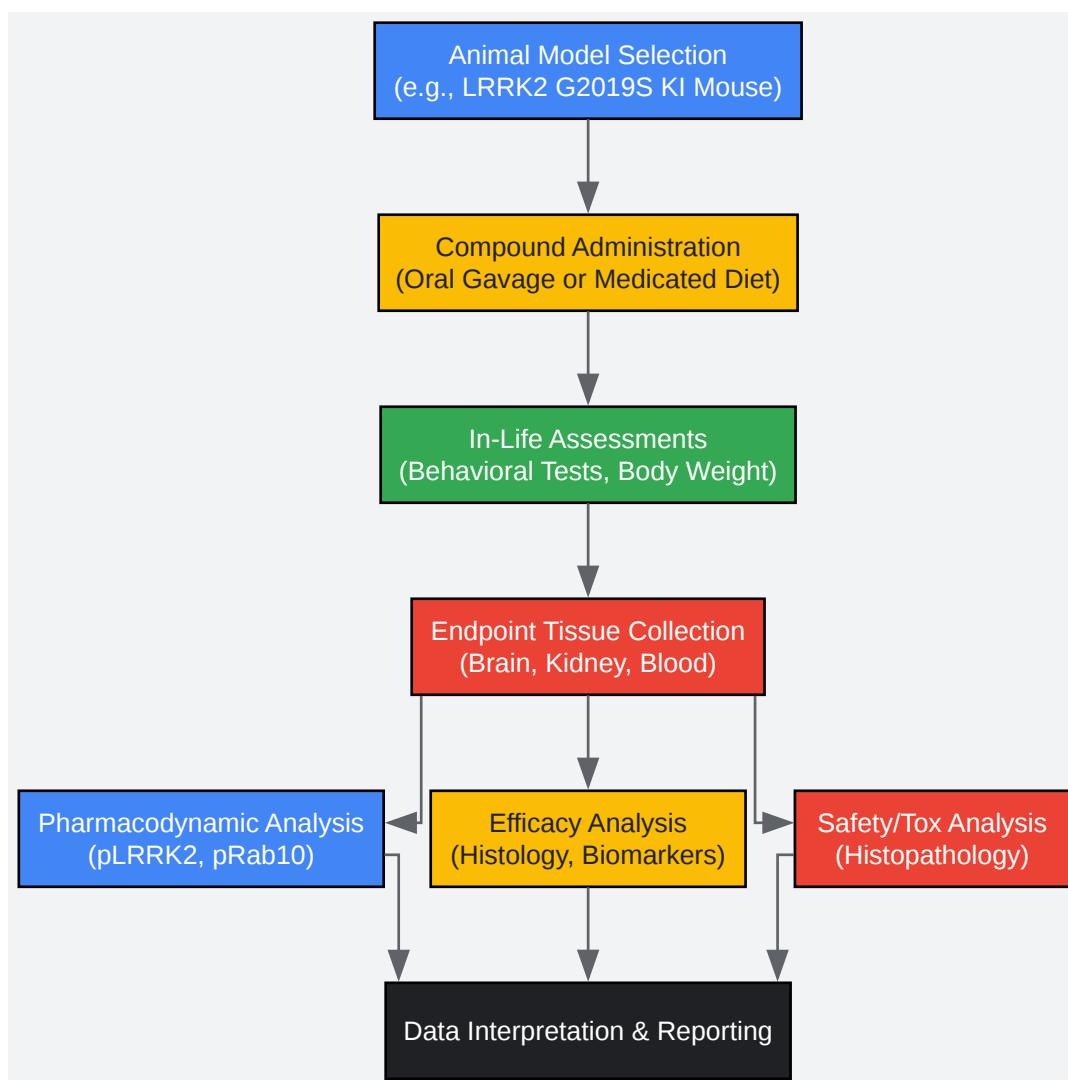 Animal Model Selection
(e.g., LRRK2 G2019S KI Mouse)
Compound Administration
(Oral Gavage or Medicated Diet)
In-Life Assessments
(Behavioral Tests, Body Weight)
Endpoint Tissue Collection
(Brain, Kidney, Blood)
Pharmacodynamic Analysis
(pLRRK2, pRab10)
Efficacy Analysis
(Histology, Biomarkers)
Safety/Tox Analysis
(Histopathology)
Data Interpretation & Reporting